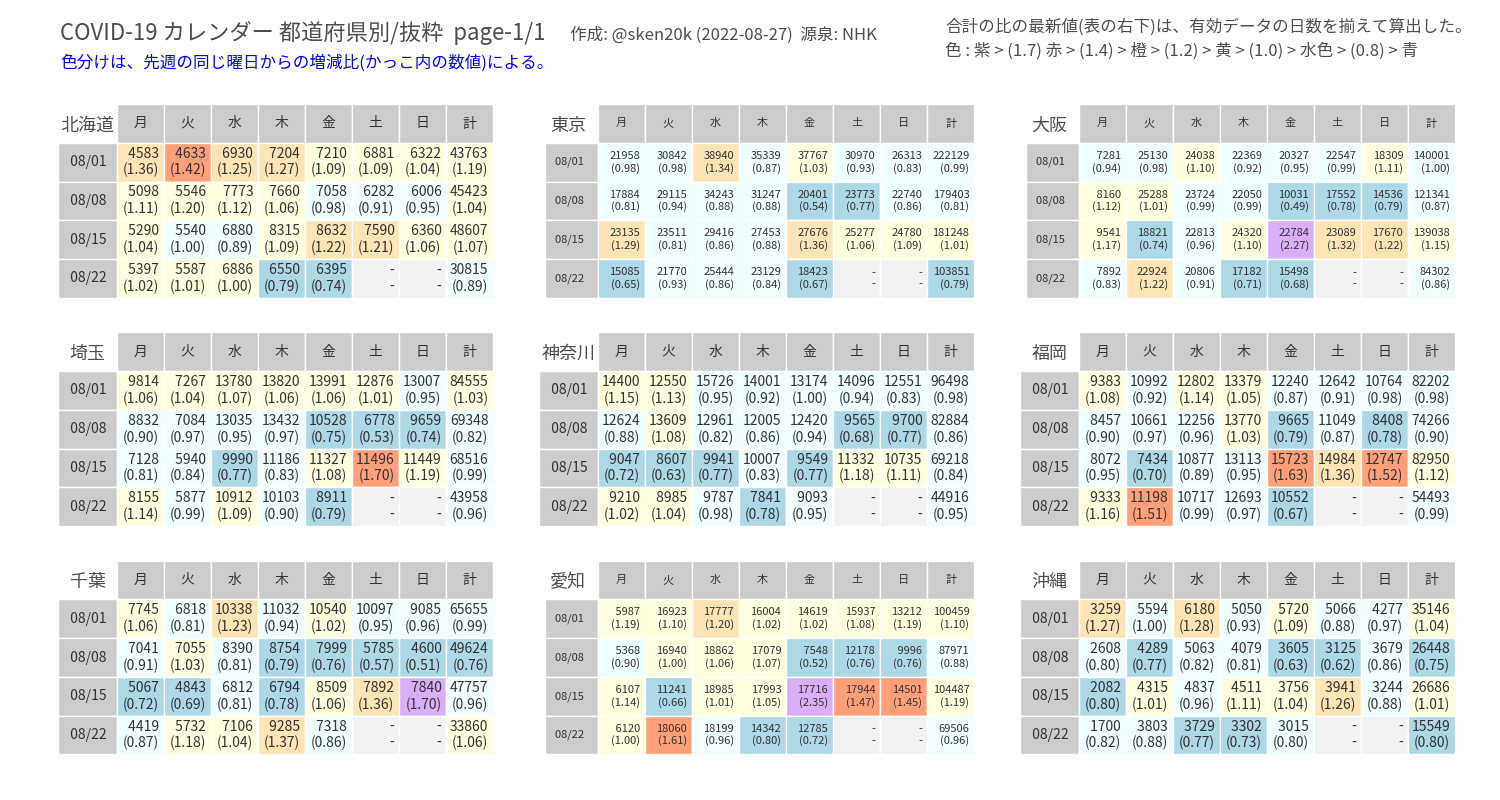 COVID-19 カレンダー 都道府県別/抜粋 page-1/1 作成: @sken20k (2022-08-27) 源泉: NHK
合計の比の最新値(表の右下)は、有効データの日数を揃えて算出した。
色分けは、先週の同じ曜日からの増減比(かっこ内の数値)による。
色 : 紫 > (1.7) 赤 > (1.4) > 橙 > (1.2) > 黄 > (1.0) > 水色 > (0.8) > 青
北海道 月 火 水 木 金 土 日 計
08/01 4583 4633 6930 7204 7210 6881 6322 43763
(1.36) (1.42) (1.25) (1.27) (1.09) (1.09) (1.04) (1.19)
08/08 5098 5546 7773 7660 7058 6282 6006 45423
(1.11) (1.20) (1.12) (1.06) (0.98) (0.91) (0.95) (1.04)
08/15 5290 5540 6880 8315 8632 7590 6360 48607
(1.04) (1.00) (0.89) (1.09) (1.22) (1.21) (1.06) (1.07)
08/22 5397 5587 6886 6550 6395 - - 30815
(1.02) (1.01) (1.00) (0.79) (0.74) - - (0.89)
東京 月 火 水 木 金 土 日 計
08/01 21958 30842 38940 35339 37767 30970 26313 222129
(0.98) (0.98) (1.34) (0.87) (1.03) (0.93) (0.83) (0.99)
08/08 17884 29115 34243 31247 20401 23773 22740 179403
(0.81) (0.94) (0.88) (0.88) (0.54) (0.77) (0.86) (0.81)
08/15 23135 23511 29416 27453 27676 25277 24780 181248
(1.29) (0.81) (0.86) (0.88) (1.36) (1.06) (1.09) (1.01)
08/22 15085 21770 25444 23129 18423 - - 103851
(0.65) (0.93) (0.86) (0.84) (0.67) - - (0.79)
大阪 月 火 水 木 金 土 日 計
08/01 7281 25130 24038 22369 20327 22547 18309 140001
(0.94) (0.98) (1.10) (0.92) (0.95) (0.99) (1.11) (1.00)
08/08 8160 25288 23724 22050 10031 17552 14536 121341
(1.12) (1.01) (0.99) (0.99) (0.49) (0.78) (0.79) (0.87)
08/15 9541 18821 22813 24320 22784 23089 17670 139038
(1.17) (0.74) (0.96) (1.10) (2.27) (1.32) (1.22) (1.15)
08/22 7892 22924 20806 17182 15498 - - 84302
(0.83) (1.22) (0.91) (0.71) (0.68) - - (0.86)
埼玉 月 火 水 木 金 土 日 計
08/01 9814 7267 13780 13820 13991 12876 13007 84555
(1.06) (1.04) (1.07) (1.06) (1.06) (1.01) (0.95) (1.03)
08/08 8832 7084 13035 13432 10528 6778 9659 69348
(0.90) (0.97) (0.95) (0.97) (0.75) (0.53) (0.74) (0.82)
08/15 7128 5940 9990 11186 11327 11496 11449 68516
(0.81) (0.84) (0.77) (0.83) (1.08) (1.70) (1.19) (0.99)
08/22 8155 5877 10912 10103 8911 - - 43958
(1.14) (0.99) (1.09) (0.90) (0.79) - - (0.96)
神奈川 月 火 水 木 金 土 日 計
08/01 14400 12550 15726 14001 13174 14096 12551 96498
(1.15) (1.13) (0.95) (0.92) (1.00) (0.94) (0.83) (0.98)
08/08 12624 13609 12961 12005 12420 9565 9700 82884
(0.88) (1.08) (0.82) (0.86) (0.94) (0.68) (0.77) (0.86)
08/15 9047 8607 9941 10007 9549 11332 10735 69218
(0.72) (0.63) (0.77) (0.83) (0.77) (1.18) (1.11) (0.84)
08/22 9210 8985 9787 7841 9093 - - 44916
(1.02) (1.04) (0.98) (0.78) (0.95) - - (0.95)
福岡 月 火 水 木 金 土 日 計
08/01 9383 10992 12802 13379 12240 12642 10764 82202
(1.08) (0.92) (1.14) (1.05) (0.87) (0.91) (0.98) (0.98)
08/08 8457 10661 12256 13770 9665 11049 8408 74266
(0.90) (0.97) (0.96) (1.03) (0.79) (0.87) (0.78) (0.90)
08/15 8072 7434 10877 13113 15723 14984 12747 82950
(0.95) (0.70) (0.89) (0.95) (1.63) (1.36) (1.52) (1.12)
08/22 9333 11198 10717 12693 10552 - - 54493
(1.16) (1.51) (0.99) (0.97) (0.67) - - (0.99)
千葉 月 火 水 木 金 土 日 計
08/01 7745 6818 10338 11032 10540 10097 9085 65655
(1.06) (0.81) (1.23) (0.94) (1.02) (0.95) (0.96) (0.99)
08/08 7041 7055 8390 8754 7999 5785 4600 49624
(0.91) (1.03) (0.81) (0.79) (0.76) (0.57) (0.51) (0.76)
08/15 5067 4843 6812 6794 8509 7892 7840 47757
(0.72) (0.69) (0.81) (0.78) (1.06) (1.36) (1.70) (0.96)
08/22 4419 5732 7106 9285 7318 - - 33860
(0.87) (1.18) (1.04) (1.37) (0.86) - - (1.06)
愛知 月 火 水 木 金 土 日 計
08/01 5987 16923 17777 16004 14619 15937 13212 100459
(1.19) (1.10) (1.20) (1.02) (1.02) (1.08) (1.19) (1.10)
08/08 5368 16940 18862 17079 7548 12178 9996 87971
(0.90) (1.00) (1.06) (1.07) (0.52) (0.76) (0.76) (0.88)
08/15 6107 11241 18985 17993 17716 17944 14501 104487
(1.14) (0.66) (1.01) (1.05) (2.35) (1.47) (1.45) (1.19)
08/22 6120 18060 18199 14342 12785 - - 69506
(1.00) (1.61) (0.96) (0.80) (0.72) - - (0.96)
沖縄 月 火 水 木 金 土 日 計
08/01 3259 5594 6180 5050 5720 5066 4277 35146
(1.27) (1.00) (1.28) (0.93) (1.09) (0.88) (0.97) (1.04)
08/08 2608 4289 5063 4079 3605 3125 3679 26448
(0.80) (0.77) (0.82) (0.81) (0.63) (0.62) (0.86) (0.75)
08/15 2082 4315 4837 4511 3756 3941 3244 26686
(0.80) (1.01) (0.96) (1.11) (1.04) (1.26) (0.88) (1.01)
08/22 1700 3803 3729 3302 3015 - - 15549
(0.82) (0.88) (0.77) (0.73) (0.80) - - (0.80)